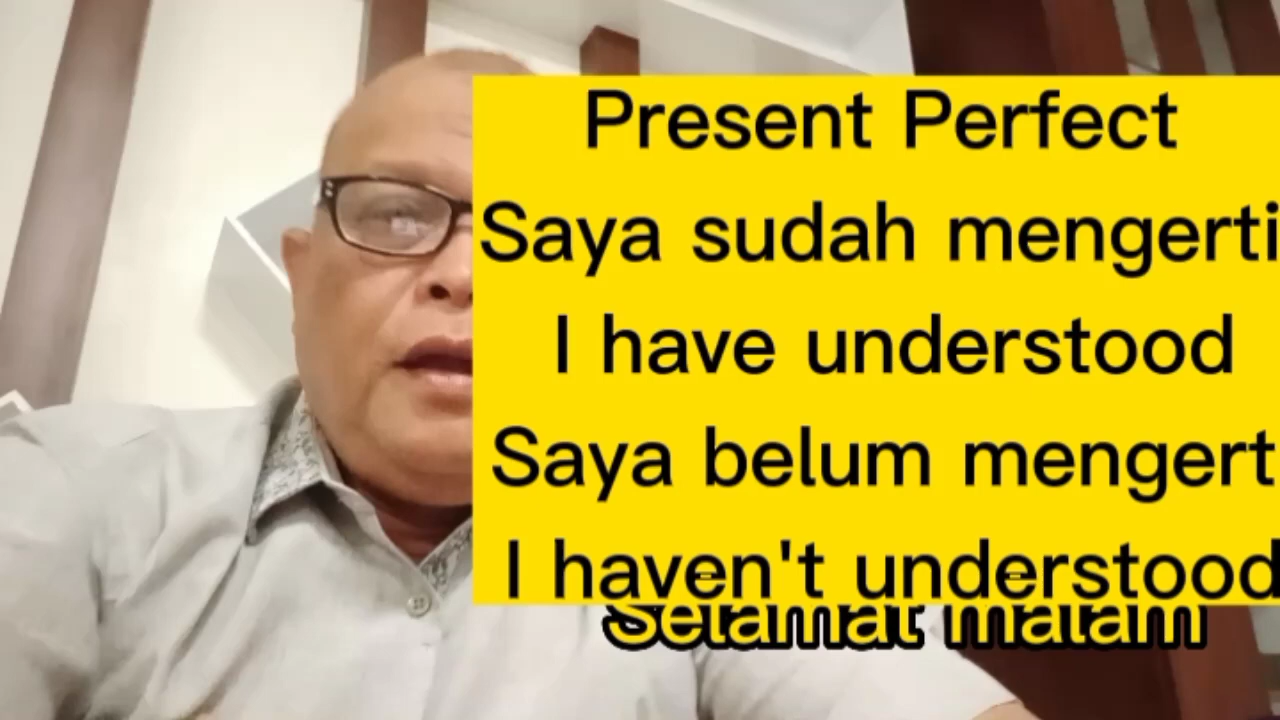 Present Perfect
Saya sudah mengerti
I have understood
Saya belum mengert
I haven't understood
Selamat malam